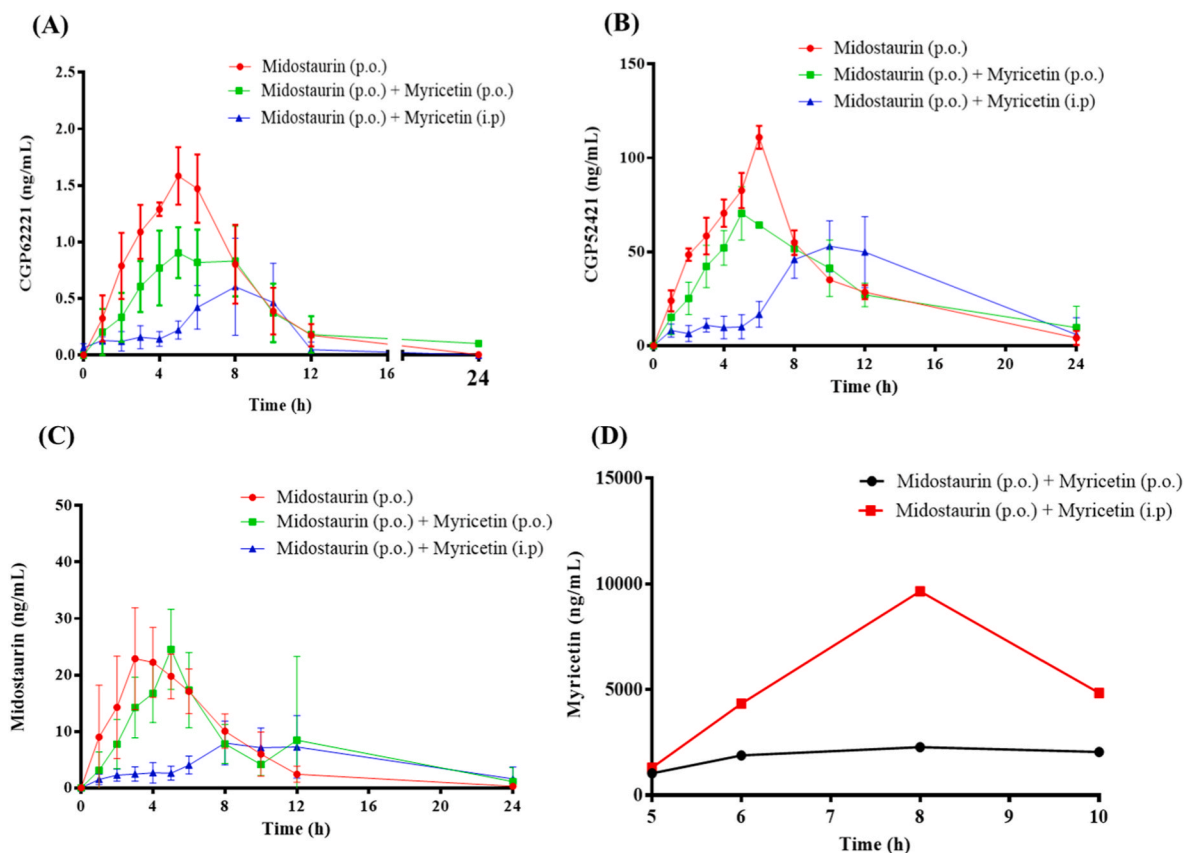 (A)
Midostaurin (p.o.)
Midostaurin (p.o.) + Myricetin (p.o.)
Midostaurin (p.o.) + Myricetin (i.p)
CGP62221 (ng/mL)
2.5
2.0
1.5
1.0
0.5
0.0
0 4 8 12 16 24
Time (h)
(B)
Midostaurin (p.o.)
Midostaurin (p.o.) + Myricetin (p.o.)
Midostaurin (p.o.) + Myricetin (i.p)
CGP52421 (ng/mL)
150
100
50
0
0 4 8 12 16 20 24
Time (h)
(C)
Midostaurin (p.o.)
Midostaurin (p.o.) + Myricetin (p.o.)
Midostaurin (p.o.) + Myricetin (i.p)
Midostaurin (ng/mL)
50
40
30
20
10
0
0 4 8 12 16 20 24
Time (h)
(D)
Midostaurin (p.o.) + Myricetin (p.o.)
Midostaurin (p.o.) + Myricetin (i.p)
Myricetin (ng/mL)
15000
10000
5000
0
5 6 7 8 9 10
Time (h)